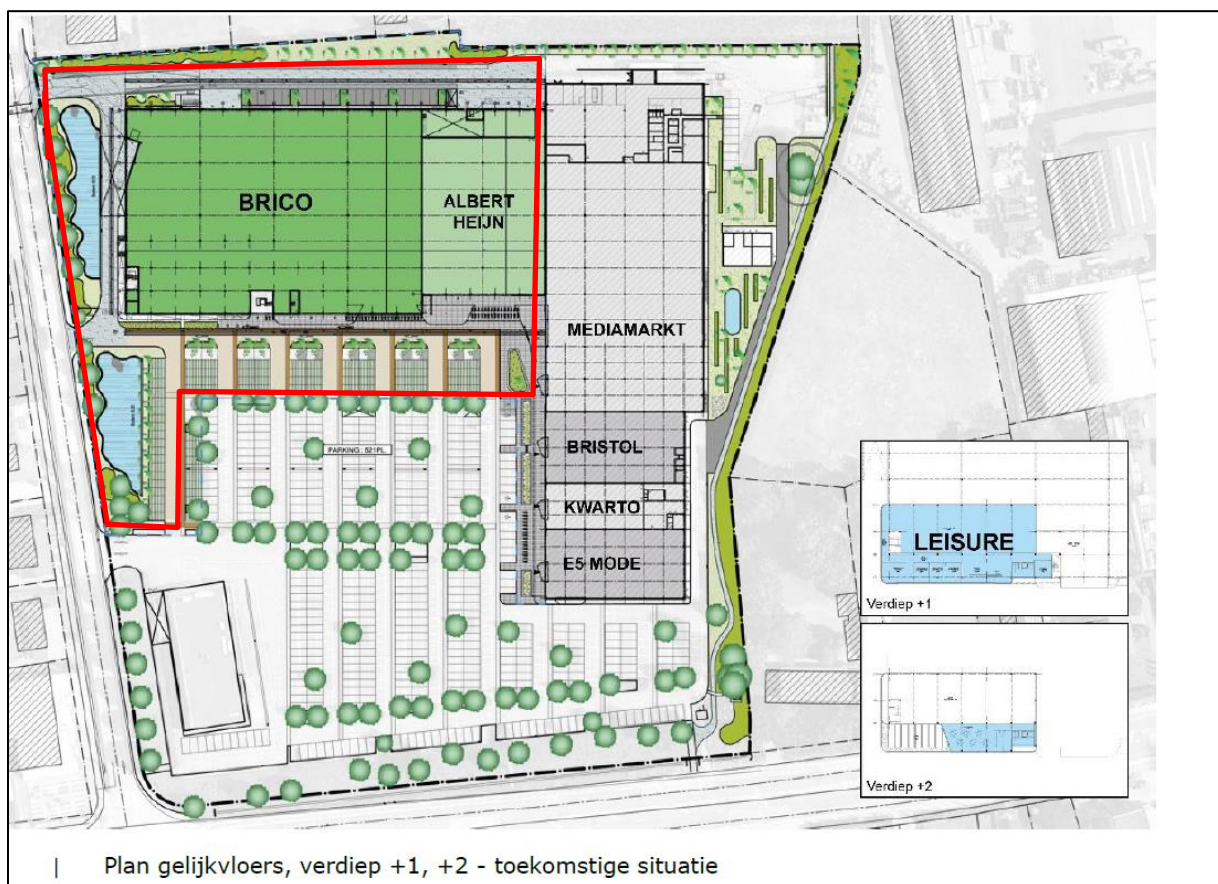 BRICO
ALBERT
HEIJN
MEDIAMARKT
BRISTOL
PARKING : 521PL.
KWARTO
E5 MODE
LEISURE
Verdiep +1
Verdiep +2
| Plan gelijkvloers, verdiep +1, +2 - toekomstige situatie